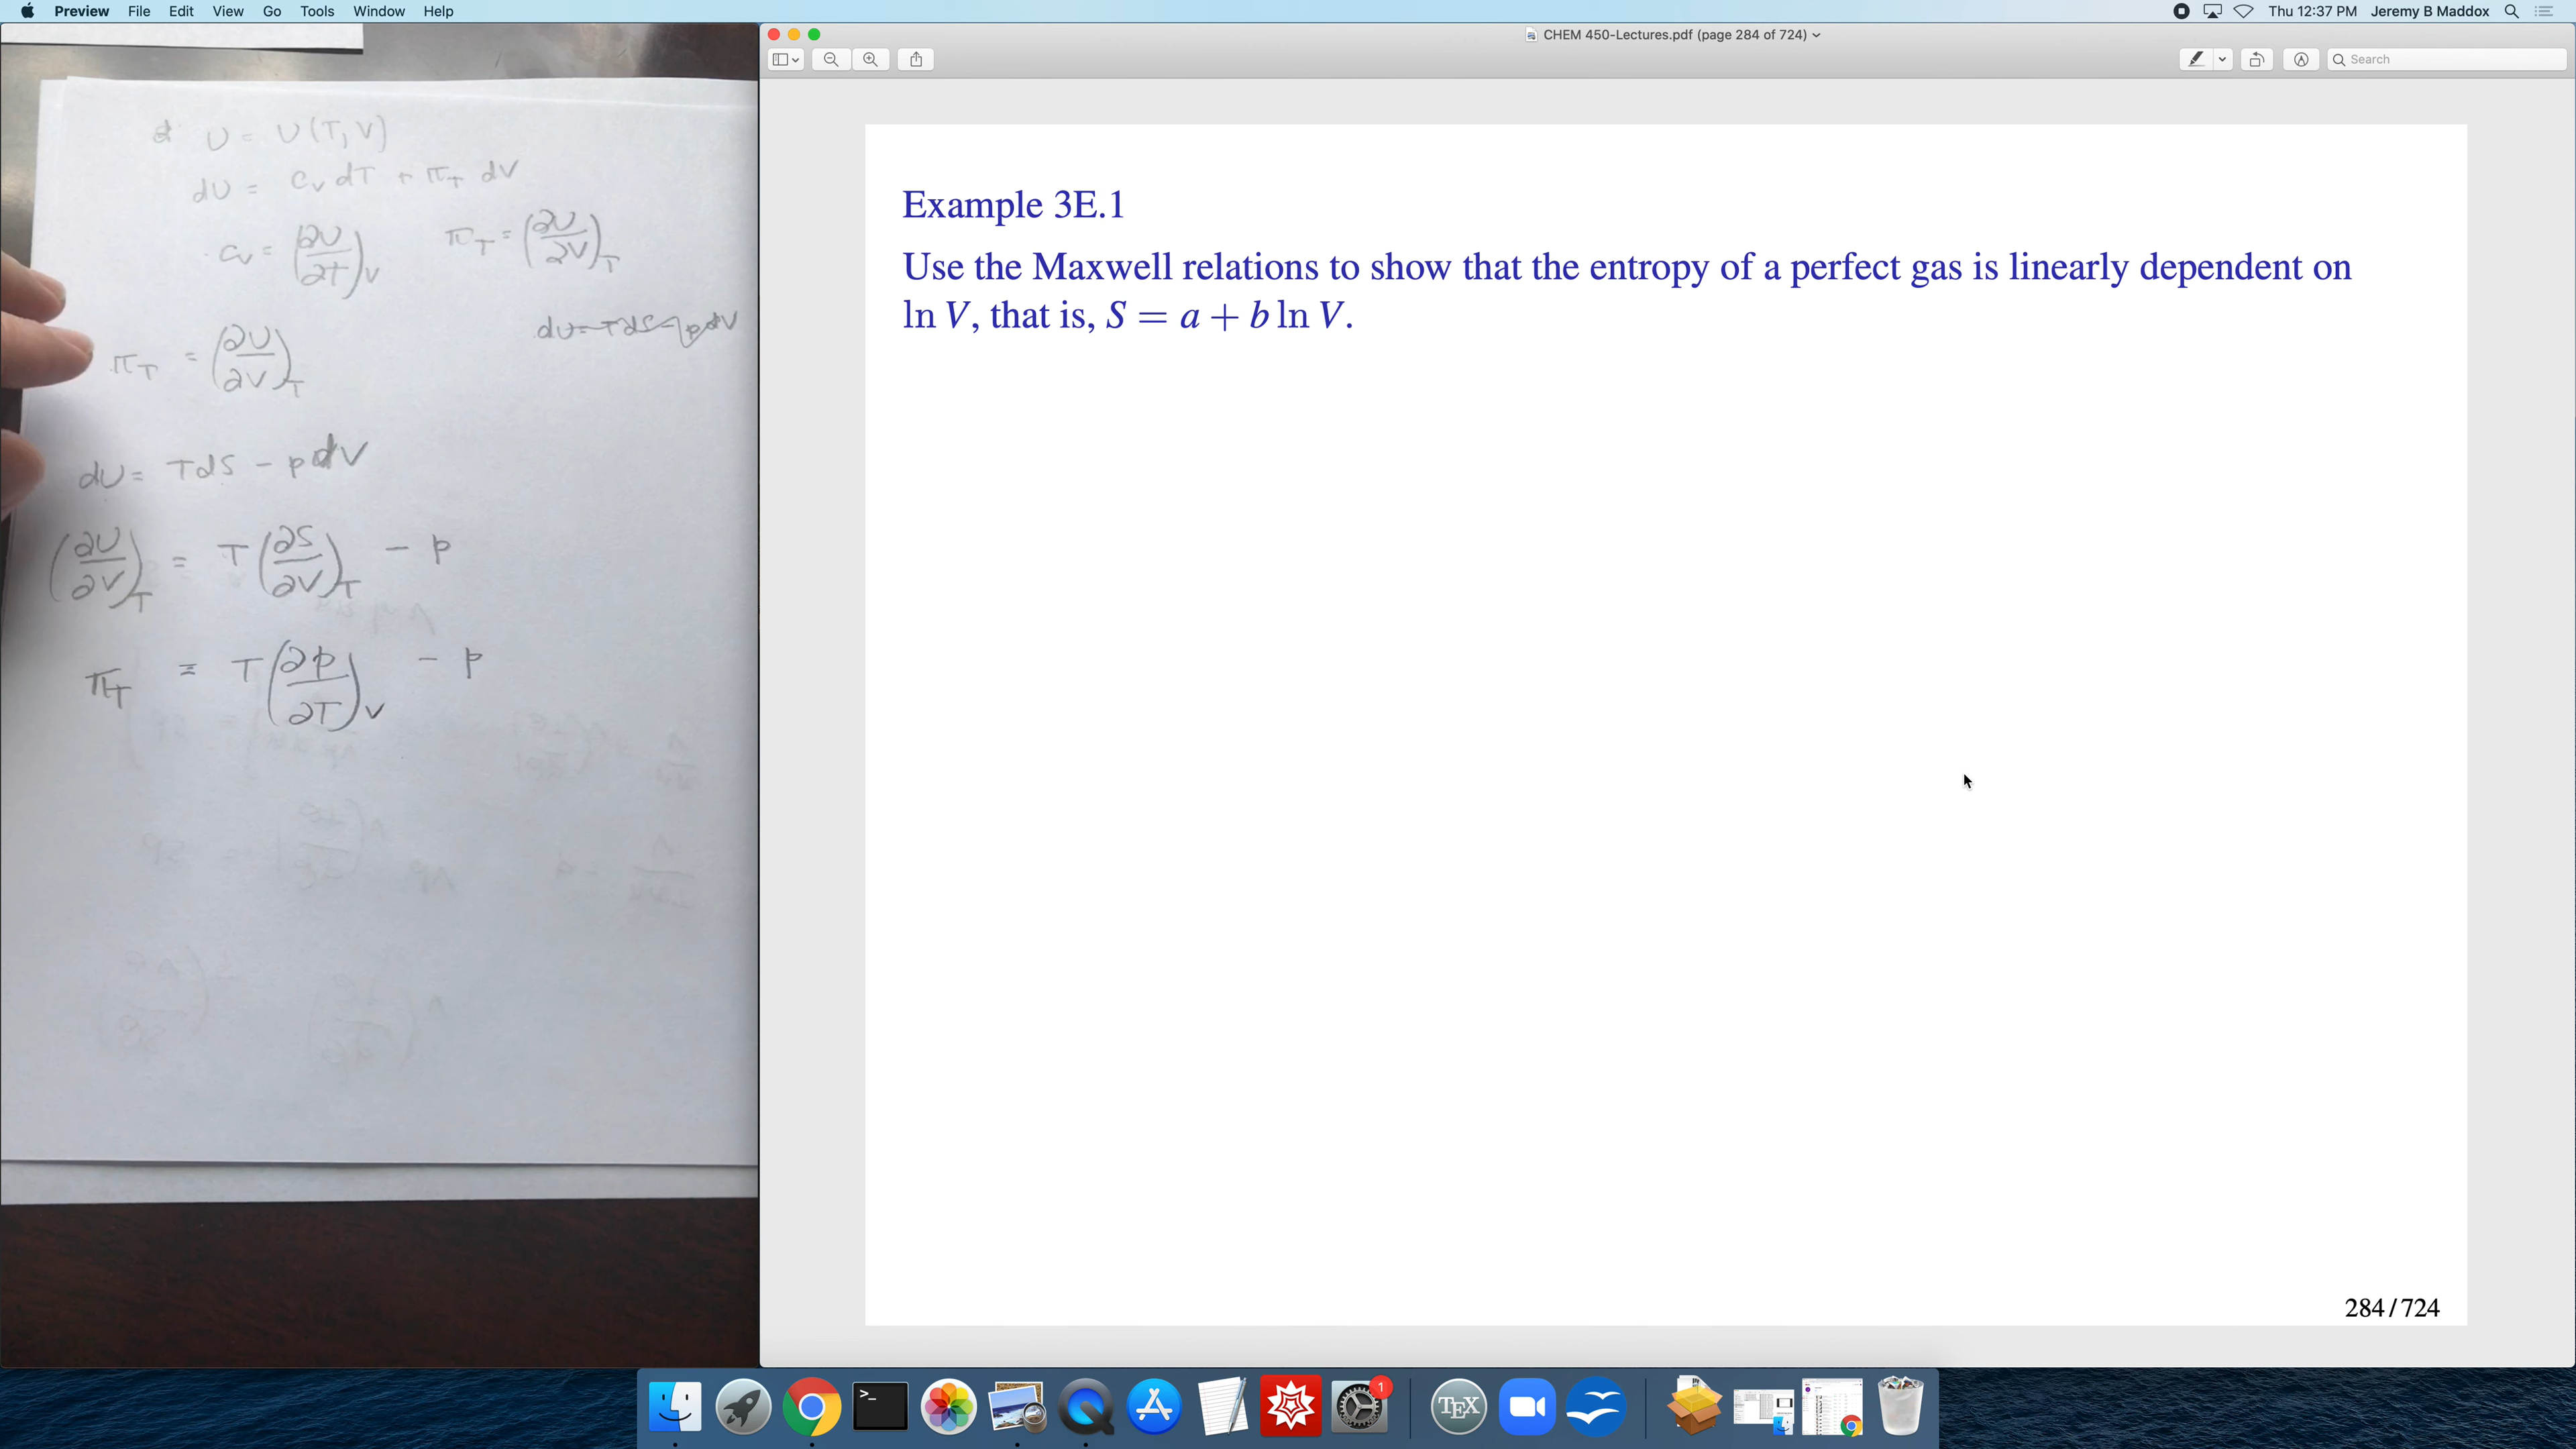 Preview File Edit View Go Tools Window Help
Thu 12:37 PM Jeremy B Maddox
CHEM 450-Lectures.pdf (page 284 of 724)
Search
U = U(T, V)
dU = C_V dT + π_T dV
C_V = (∂U/∂T)_V π_T = (∂U/∂V)_T
dU = TdS - pdV
π_T = (∂U/∂V)_T
dU = TdS - pdV
(∂U/∂V)_T = T(∂S/∂V)_T - p
π_T = T(∂p/∂T)_V - p
Example 3E.1
Use the Maxwell relations to show that the entropy of a perfect gas is linearly dependent on
ln V, that is, S = a + b ln V.
284/724
>_
1
TEX